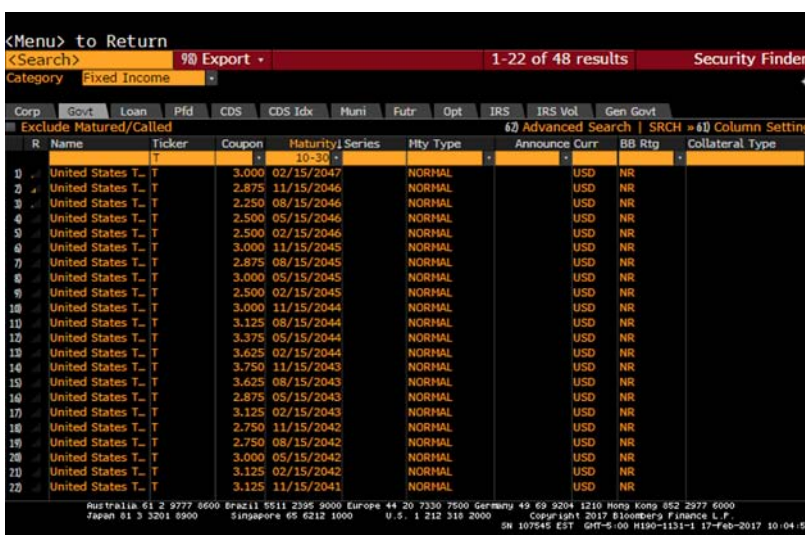 <Menu> to Return
<Search> 98) Export 1-22 of 48 results Security Finder
Category Fixed Income
Corp Govt Loan Pfd CDS CDS Idx Muni Futr Opt IRS IRS Vol Gen Govt
Exclude Matured/Called 62) Advanced Search | SRCH » 61) Column Setting
R Name Ticker Coupon Maturity↓ Series Mty Type Announce Curr BB Rtg Collateral Type
T 10-30
1) United States T… T 3.000 02/15/2047 NORMAL USD NR
2) United States T… T 2.875 11/15/2046 NORMAL USD NR
3) United States T… T 2.250 08/15/2046 NORMAL USD NR
4) United States T… T 2.500 05/15/2046 NORMAL USD NR
5) United States T… T 2.500 02/15/2046 NORMAL USD NR
6) United States T… T 3.000 11/15/2045 NORMAL USD NR
7) United States T… T 2.875 08/15/2045 NORMAL USD NR
8) United States T… T 3.000 05/15/2045 NORMAL USD NR
9) United States T… T 2.500 02/15/2045 NORMAL USD NR
10) United States T… T 3.000 11/15/2044 NORMAL USD NR
11) United States T… T 3.125 08/15/2044 NORMAL USD NR
12) United States T… T 3.375 05/15/2044 NORMAL USD NR
13) United States T… T 3.625 02/15/2044 NORMAL USD NR
14) United States T… T 3.750 11/15/2043 NORMAL USD NR
15) United States T… T 3.625 08/15/2043 NORMAL USD NR
16) United States T… T 2.875 05/15/2043 NORMAL USD NR
17) United States T… T 3.125 02/15/2043 NORMAL USD NR
18) United States T… T 2.750 11/15/2042 NORMAL USD NR
19) United States T… T 2.750 08/15/2042 NORMAL USD NR
20) United States T… T 3.000 05/15/2042 NORMAL USD NR
21) United States T… T 3.125 02/15/2042 NORMAL USD NR
22) United States T… T 3.125 11/15/2041 NORMAL USD NR
Australia 61 2 9777 8600 Brazil 5511 2395 9000 Europe 44 20 7330 7500 Germany 49 69 9204 1210 Hong Kong 852 2977 6000
Japan 81 3 3201 8900 Singapore 65 6212 1000 U.S. 1 212 318 2000 Copyright 2017 Bloomberg Finance L.P.
SN 107545 EST GMT-5:00 H190-1131-1 17-Feb-2017 10:04:5